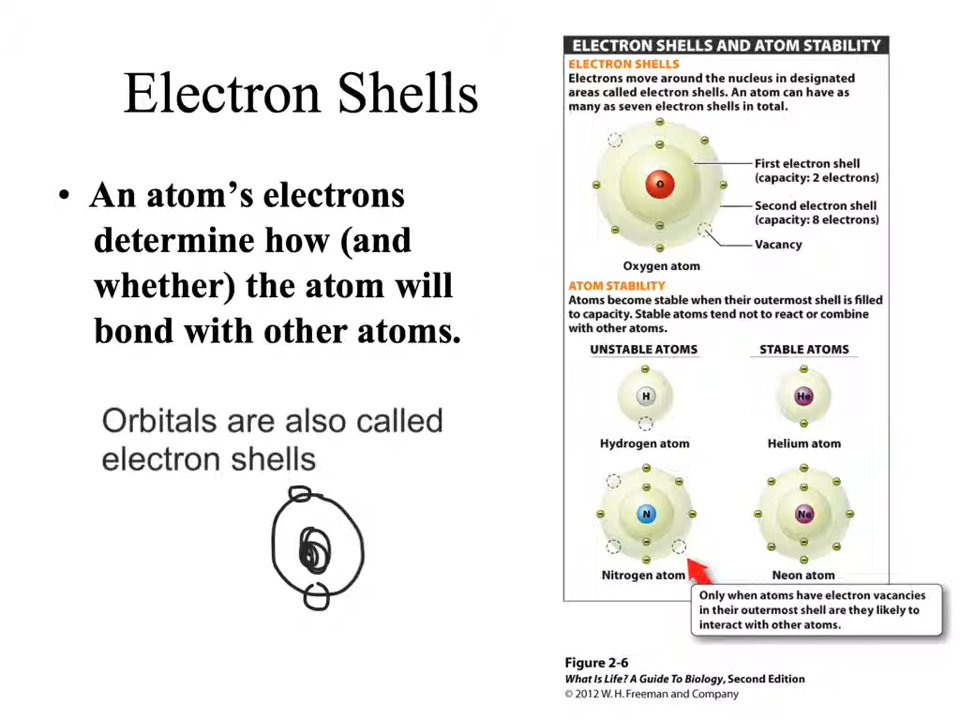 Electron Shells
• An atom’s electrons
determine how (and
whether) the atom will
bond with other atoms.
Orbitals are also called
electron shells
ELECTRON SHELLS AND ATOM STABILITY
ELECTRON SHELLS
Electrons move around the nucleus in designated
areas called electron shells. An atom can have as
many as seven electron shells in total.
O
First electron shell
(capacity: 2 electrons)
Second electron shell
(capacity: 8 electrons)
Vacancy
Oxygen atom
ATOM STABILITY
Atoms become stable when their outermost shell is filled
to capacity. Stable atoms tend not to react or combine
with other atoms.
UNSTABLE ATOMS
STABLE ATOMS
H
He
Hydrogen atom
Helium atom
N
Ne
Nitrogen atom
Neon atom
Only when atoms have electron vacancies
in their outermost shell are they likely to
interact with other atoms.
Figure 2-6
What Is Life? A Guide To Biology, Second Edition
© 2012 W. H. Freeman and Company